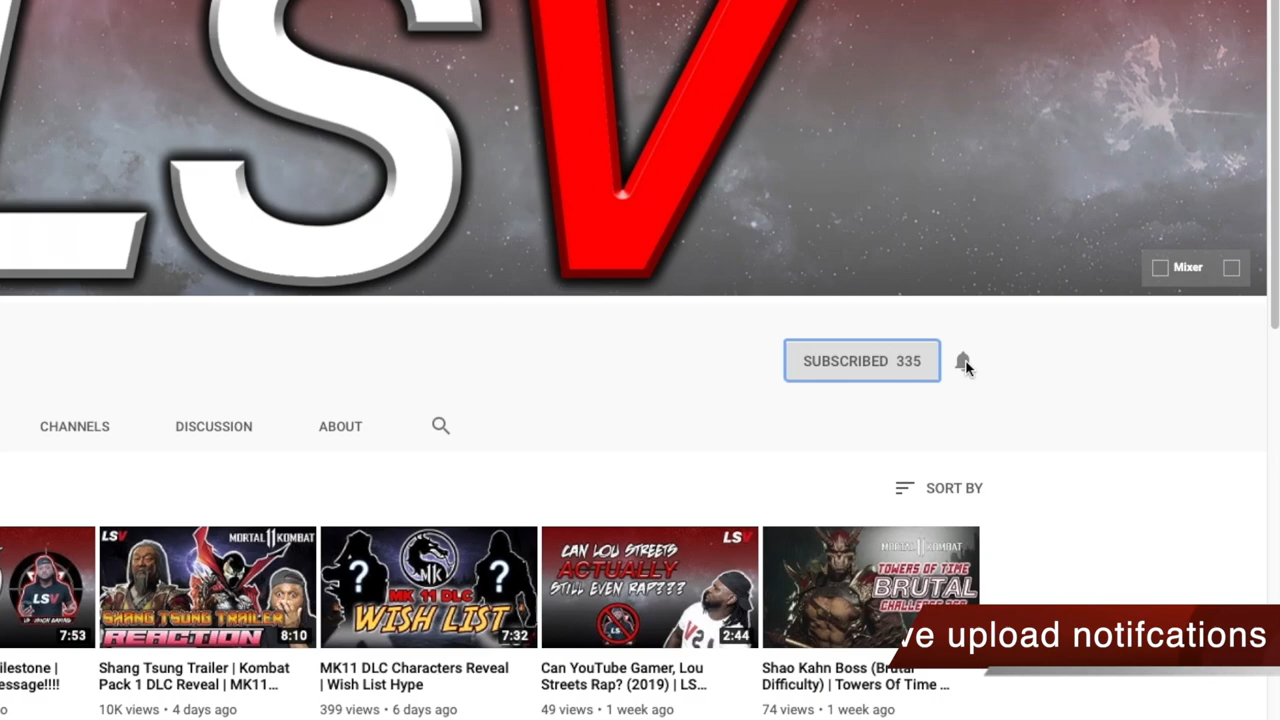 LSV
Mixer
SUBSCRIBED 335
CHANNELS
DISCUSSION
ABOUT
SORT BY
7:53
LSV
LSV
MORTAL 11 KOMBAT
SHANG TSUNG TRAILER
REACTION
8:10
?
?
MK 11 DLC
WISH LIST
7:32
LSV
CAN LOU STREETS
ACTUALLY
STILL EVEN RAP???
2:44
MORTAL 11 KOMBAT
TOWERS OF TIME
BRUTAL
ve upload notifcations
ilestone |
essage!!!!
Shang Tsung Trailer | Kombat
Pack 1 DLC Reveal | MK11...
10K views • 4 days ago
MK11 DLC Characters Reveal
| Wish List Hype
399 views • 6 days ago
Can YouTube Gamer, Lou
Streets Rap? (2019) | LS...
49 views • 1 week ago
Shao Kahn Boss (Brutal
Difficulty) | Towers Of Time ...
74 views • 1 week ago